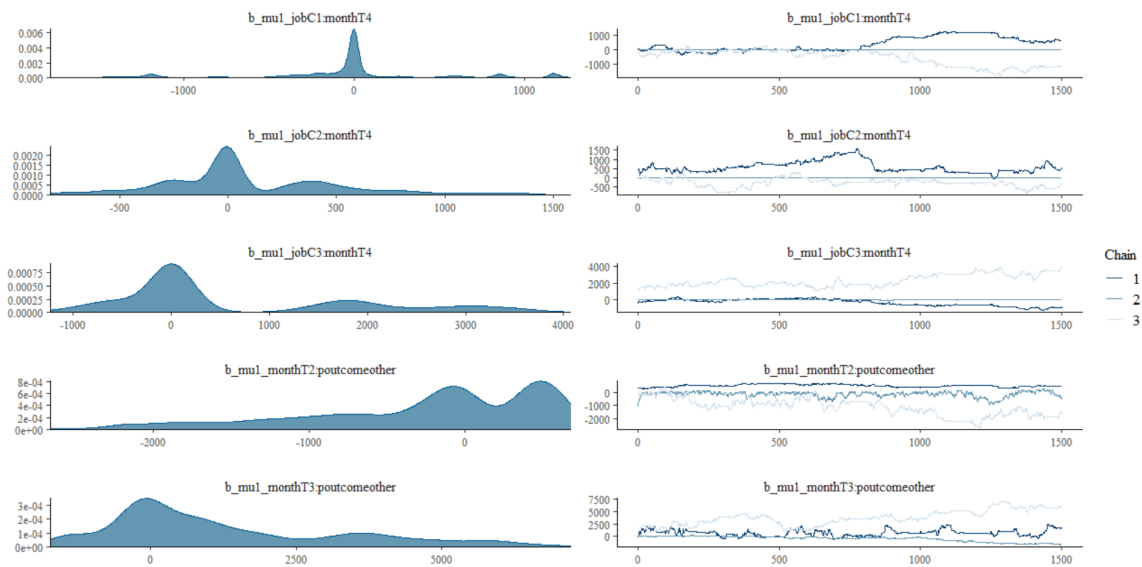 b_mu1_jobC1:monthT4
0.006
0.004
0.002
0.000
-1000 0 1000
b_mu1_jobC1:monthT4
1000
0
-1000
0 500 1000 1500
b_mu1_jobC2:monthT4
0.0020
0.0015
0.0010
0.0005
0.0000
-500 0 500 1000 1500
b_mu1_jobC2:monthT4
1500
1000
500
0
-500
0 500 1000 1500
b_mu1_jobC3:monthT4
0.00075
0.00050
0.00025
0.00000
-1000 0 1000 2000 3000 4000
b_mu1_jobC3:monthT4
4000
2000
0
0 500 1000 1500
b_mu1_monthT2:poutcomeother
8e-04
6e-04
4e-04
2e-04
0e+00
-2000 -1000 0
b_mu1_monthT2:poutcomeother
0
-1000
-2000
0 500 1000 1500
b_mu1_monthT3:poutcomeother
3e-04
2e-04
1e-04
0e+00
0 2500 5000
b_mu1_monthT3:poutcomeother
7500
5000
2500
0
0 500 1000 1500
Chain
1
2
3